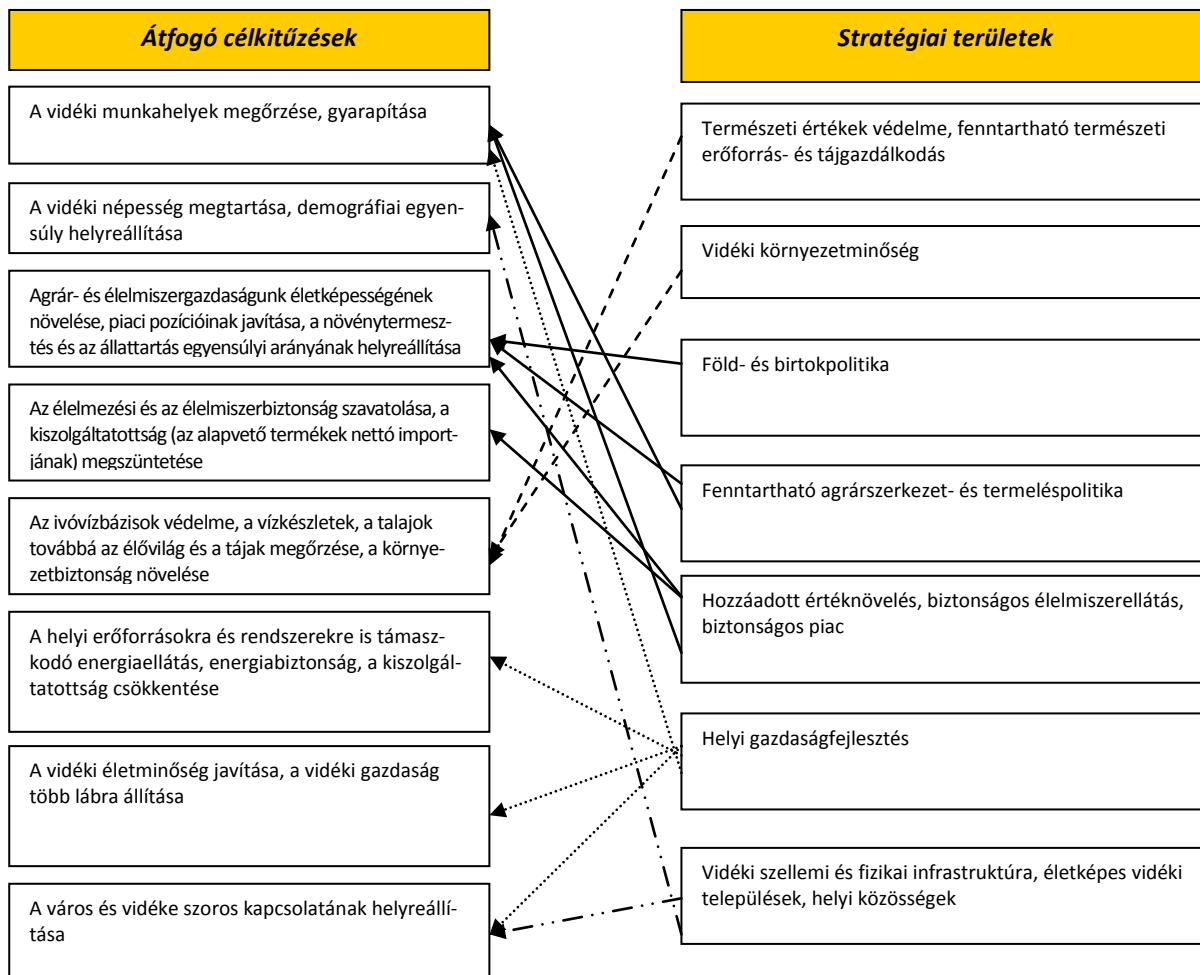 Átfogó célkitűzések
A vidéki munkahelyek megőrzése, gyarapítása
A vidéki népesség megtartása, demográfiai egyen-
súly helyreállítása
Agrár- és élelmiszergazdaságunk életképességének
növelése, piaci pozícióinak javítása, a növénytermesz-
tés és az állattartás egyensúlyi arányának helyreállítása
Az élelmezési és az élelmiszerbiztonság szavatolása, a
kiszolgáltatottság (az alapvető termékek nettó import-
jának) megszüntetése
Az ivóvízbázisok védelme, a vízkészletek, a talajok
továbbá az élővilág és a tájak megőrzése, a környe-
zetbiztonság növelése
A helyi erőforrásokra és rendszerekre is támasz-
kodó energiaellátás, energiabiztonság, a kiszolgál-
tatottság csökkentése
A vidéki életminőség javítása, a vidéki gazdaság
több lábra állítása
A város és vidéke szoros kapcsolatának helyreállí-
tása
Stratégiai területek
Természeti értékek védelme, fenntartható természeti
erőforrás- és tájgazdálkodás
Vidéki környezetminőség
Föld- és birtokpolitika
Fenntartható agrárszerkezet- és termeléspolitika
Hozzáadott értéknövelés, biztonságos élelmiszerellátás,
biztonságos piac
Helyi gazdaságfejlesztés
Vidéki szellemi és fizikai infrastruktúra, életképes vidéki
települések, helyi közösségek